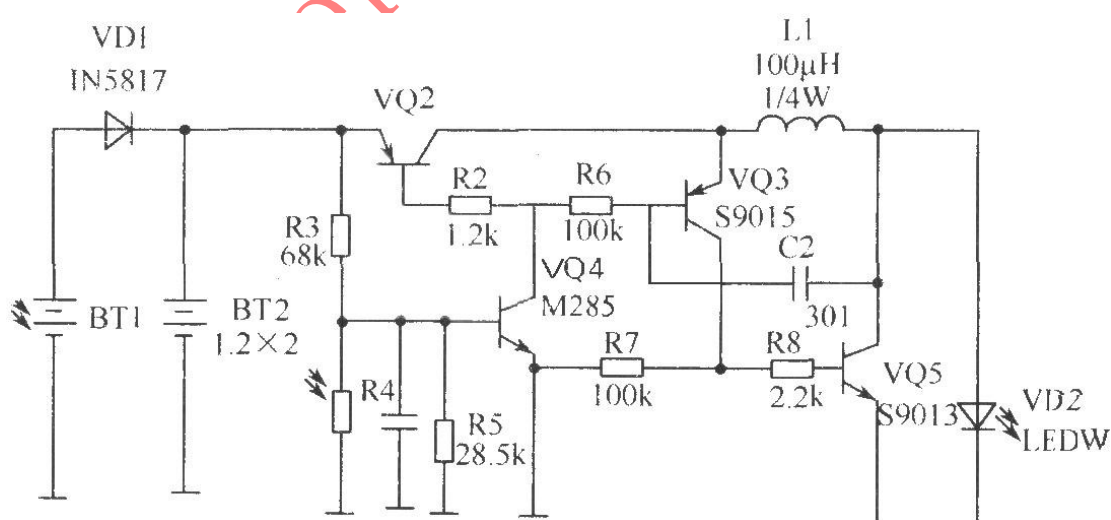 VD1
IN5817
VQ2
L1
100μH
1/4W
R2
1.2k
R6
100k
VQ3
S9015
R3
68k
C2
301
VQ4
M285
BT1
BT2
1.2×2
R7
100k
R8
2.2k
VQ5
S9013
R4
R5
28.5k
VD2
LEDW